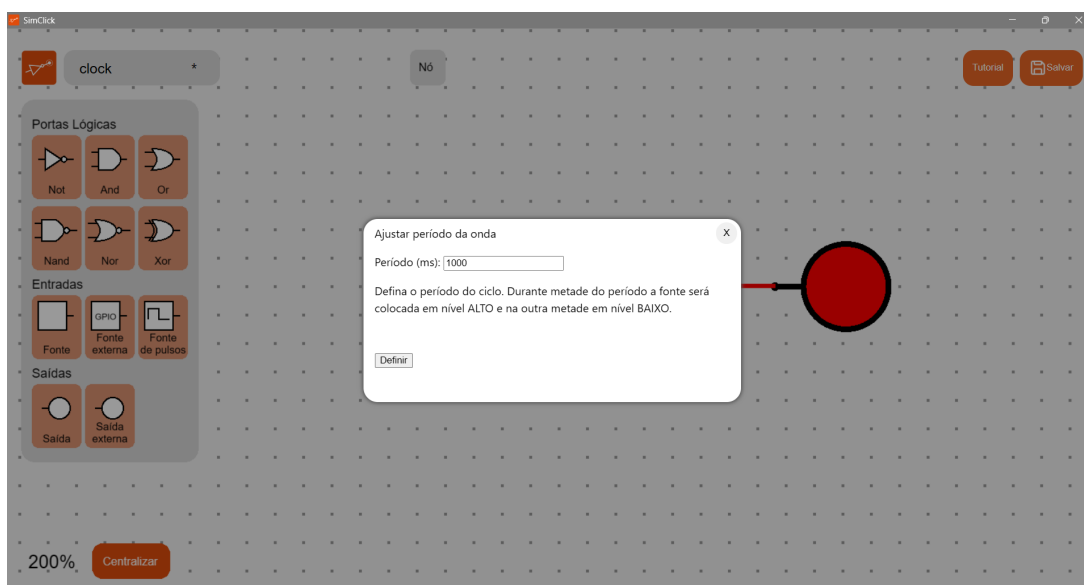 SimClick
clock *
Nó
Tutorial
Salvar
Portas Lógicas
Not
And
Or
Nand
Nor
Xor
Entradas
GPIO
Fonte
Fonte
externa
Fonte
de pulsos
Saídas
Saída
Saída
externa
Ajustar período da onda
X
Período (ms): 1000
Defina o período do ciclo. Durante metade do período a fonte será
colocada em nível ALTO e na outra metade em nível BAIXO.
Definir
200%
Centralizar